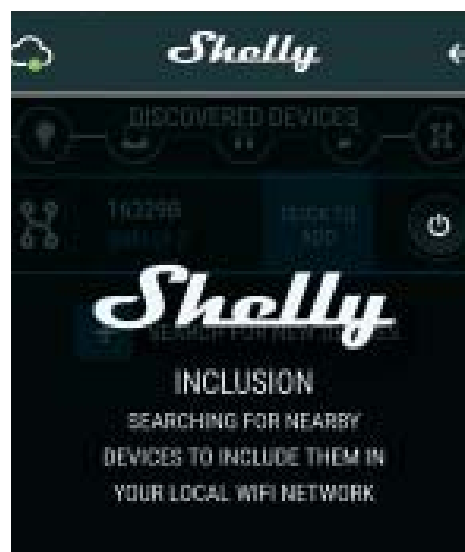 Shelly
DISCOVERED DEVICES
Shelly
INCLUSION
SEARCHING FOR NEARBY
DEVICES TO INCLUDE THEM IN
YOUR LOCAL WIFI NETWORK